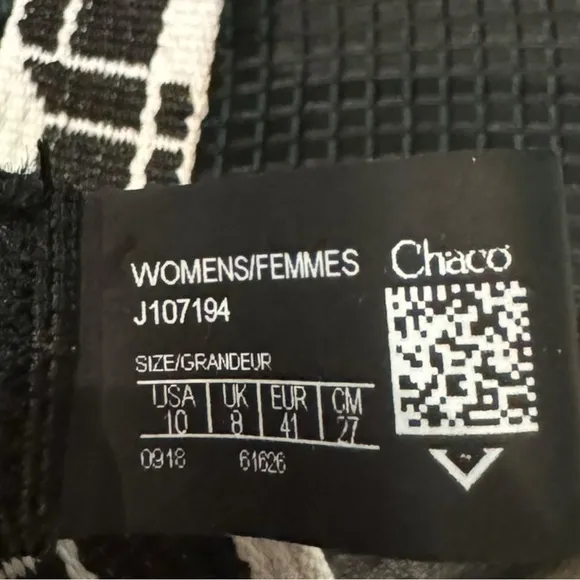 WOMENS/FEMMES
J107194
Chaco
SIZE/GRANDEUR
USA UK EUR CM
10 8 41 27
0918 61626